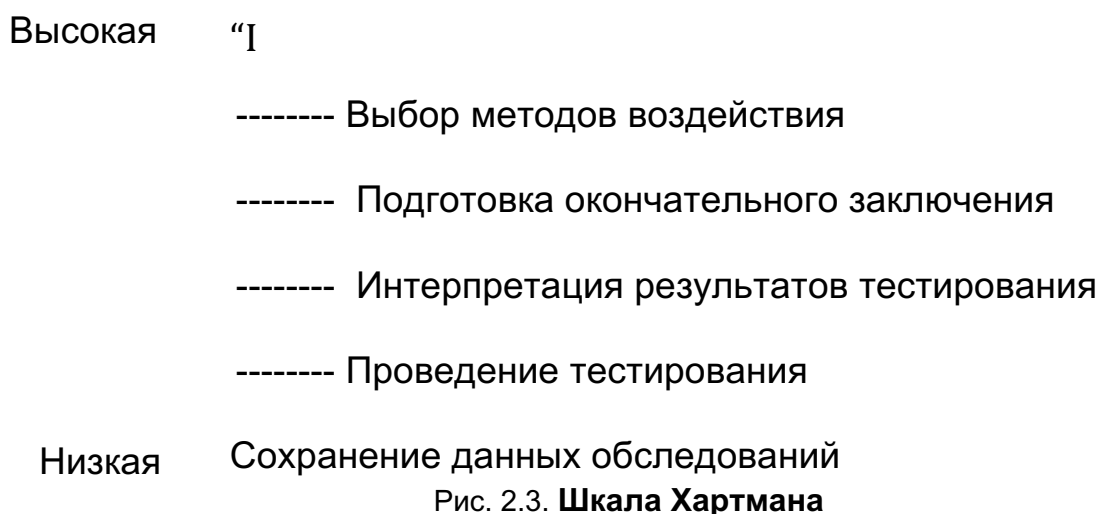 Высокая “I
-------- Выбор методов воздействия
-------- Подготовка окончательного заключения
-------- Интерпретация результатов тестирования
-------- Проведение тестирования
Низкая Сохранение данных обследований
Рис. 2.3. Шкала Хартмана